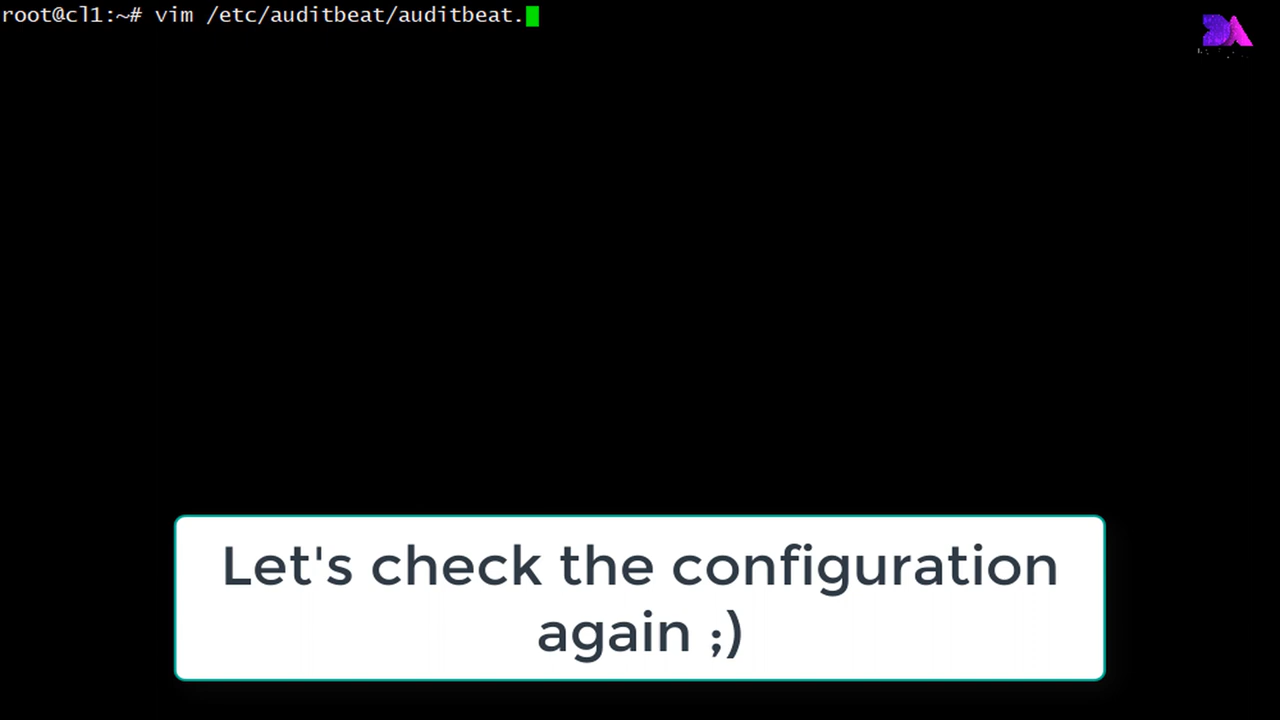 root@cl1:~# vim /etc/auditbeat/auditbeat.
Let's check the configuration
again ;)